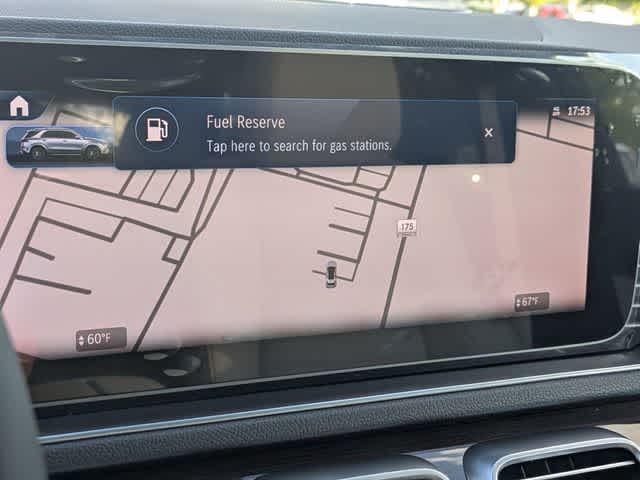 Fuel Reserve
17:53
Tap here to search for gas stations.
175
67°F
60°F